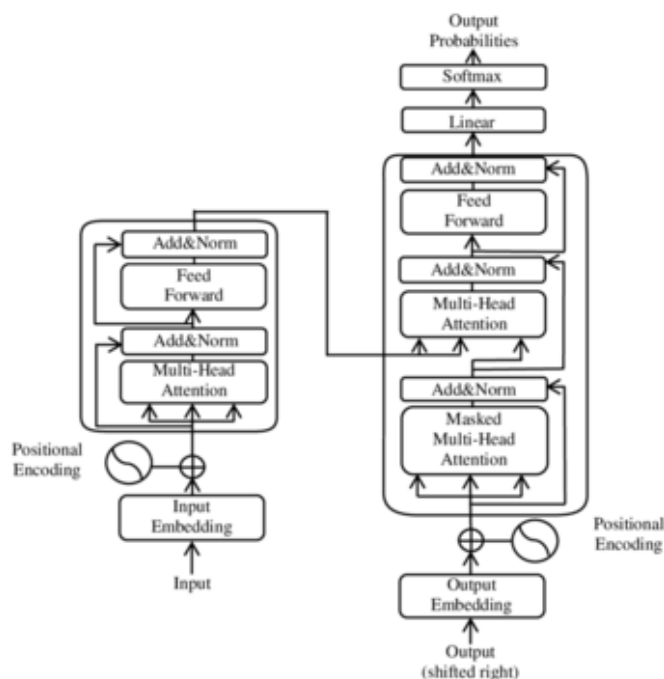 Output
Probabilities
Softmax
Linear
Add&Norm
Feed
Forward
Add&Norm
Multi-Head
Attention
Add&Norm
Masked
Multi-Head
Attention
Positional
Encoding
Output
Embedding
Output
(shifted right)
Add&Norm
Feed
Forward
Add&Norm
Multi-Head
Attention
Positional
Encoding
Input
Embedding
Input